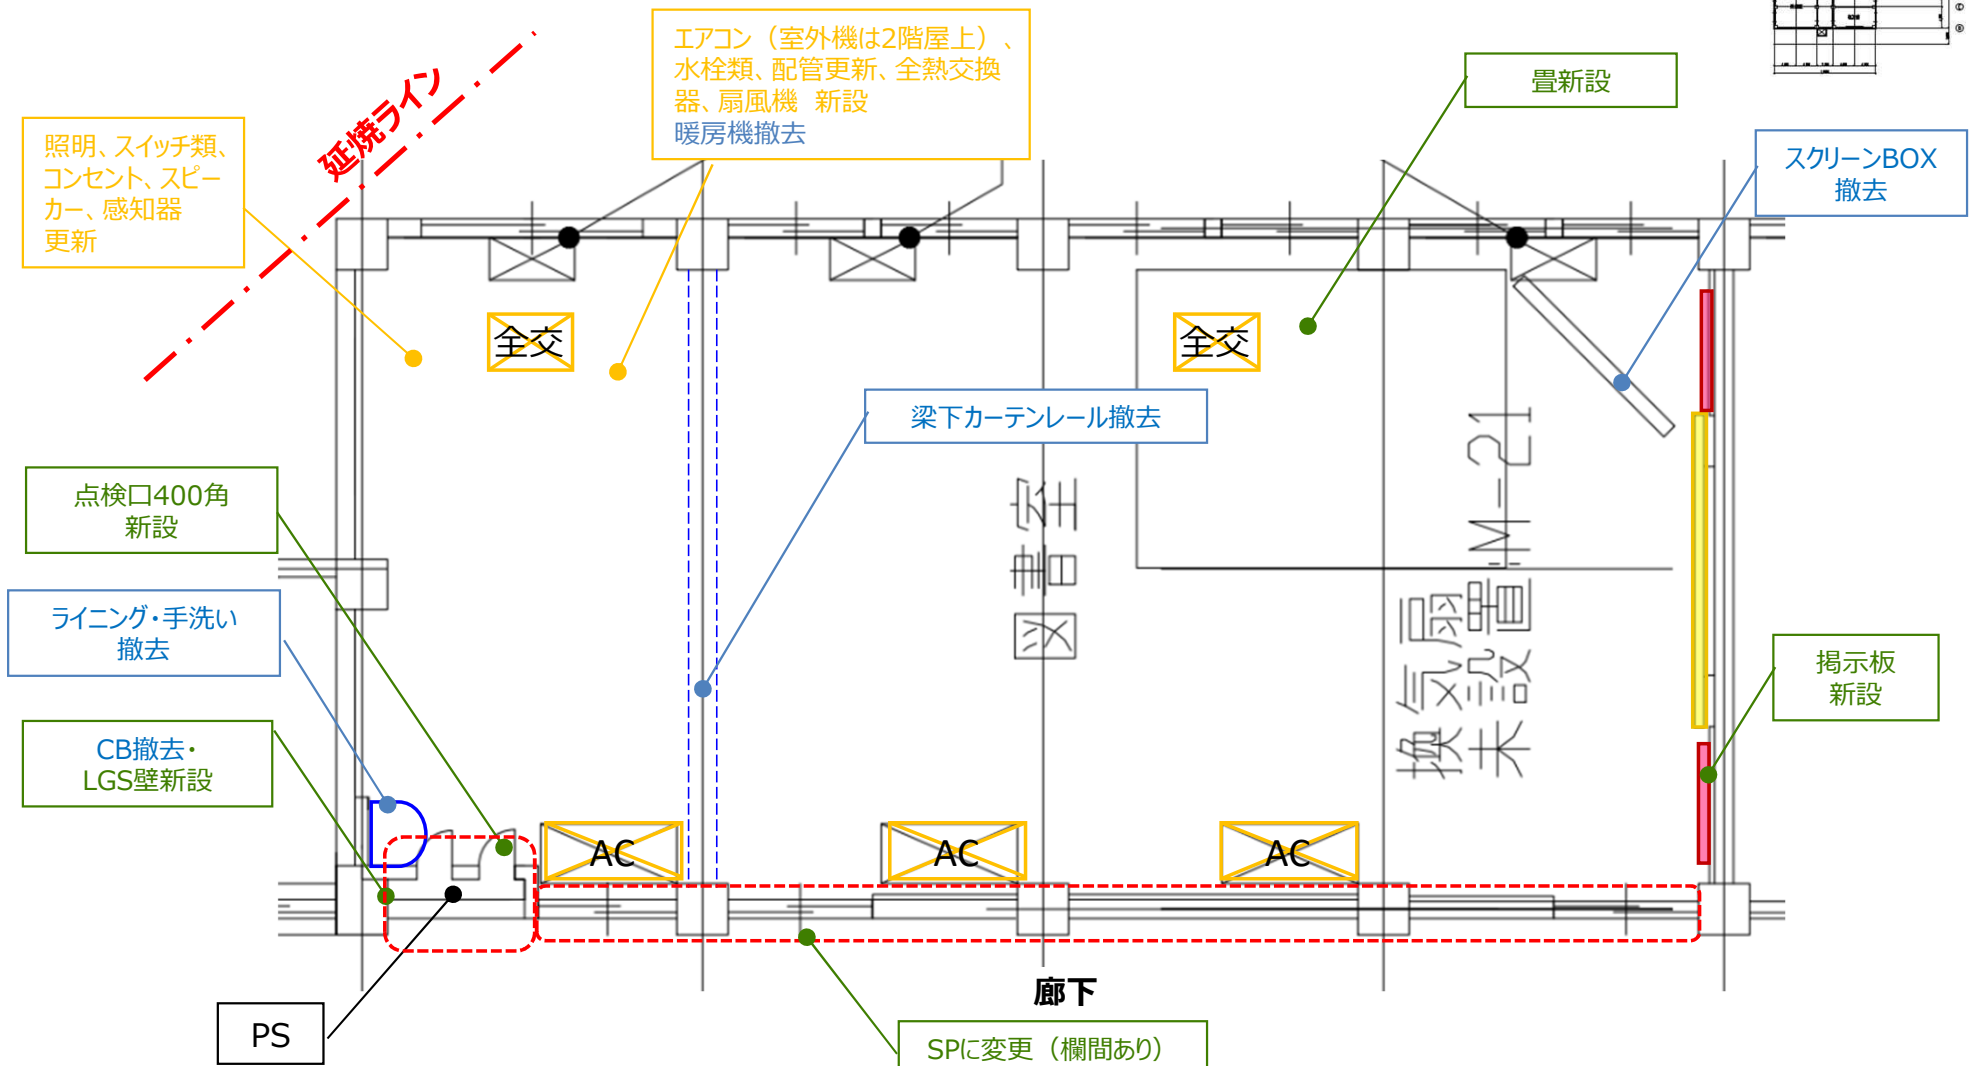 エアコン（室外機は2階屋上）、
水栓類、配管更新、全熱交換
器、扇風機　新設
暖房機撤去
畳新設
延焼ライン
照明、スイッチ類、
コンセント、スピー
カー、感知器
更新
スクリーンBOX
撤去
全交
全交
梁下カーテンレール撤去
点検口400角
新設
図書室
換気扇M-21
未設置
ライニング・手洗い
撤去
掲示板
新設
CB撤去・
LGS壁新設
AC
AC
AC
廊下
PS
SPに変更（欄間あり）